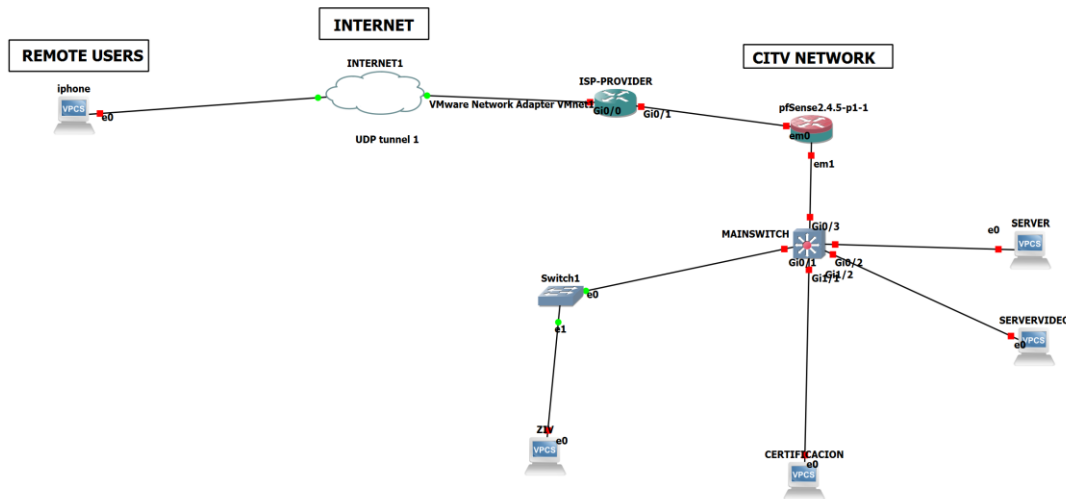 INTERNET
REMOTE USERS
CITV NETWORK
INTERNET1
ISP-PROVIDER
iphone
VPCS
e0
VMware Network Adapter VMnet1
Gi0/0
Gi0/1
pfSense2.4.5-p1-1
UDP tunnel 1
em0
em1
Gi0/3
MAINSWITCH
e0
SERVER
VPCS
Gi0/1
Gi0/2
Gi1/1
Gi1/2
Switch1
e0
SERVERVIDEO
e0
VPCS
e1
ZIV
e0
VPCS
CERTIFICACION
e0
VPCS